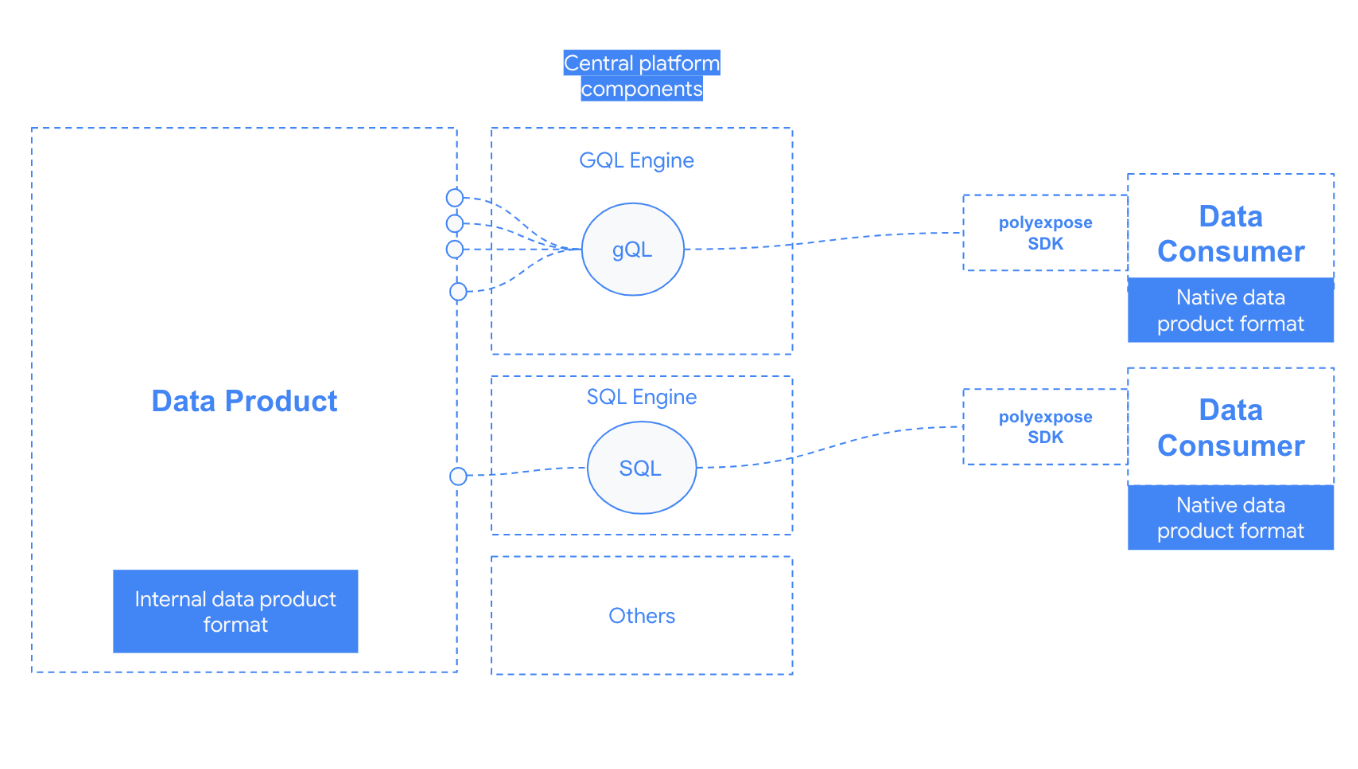 Central platform
components
GQL Engine
gQL
polyexpose
SDK
Data
Consumer
Native data
product format
Data Product
SQL Engine
SQL
polyexpose
SDK
Data
Consumer
Native data
product format
Internal data product
format
Others